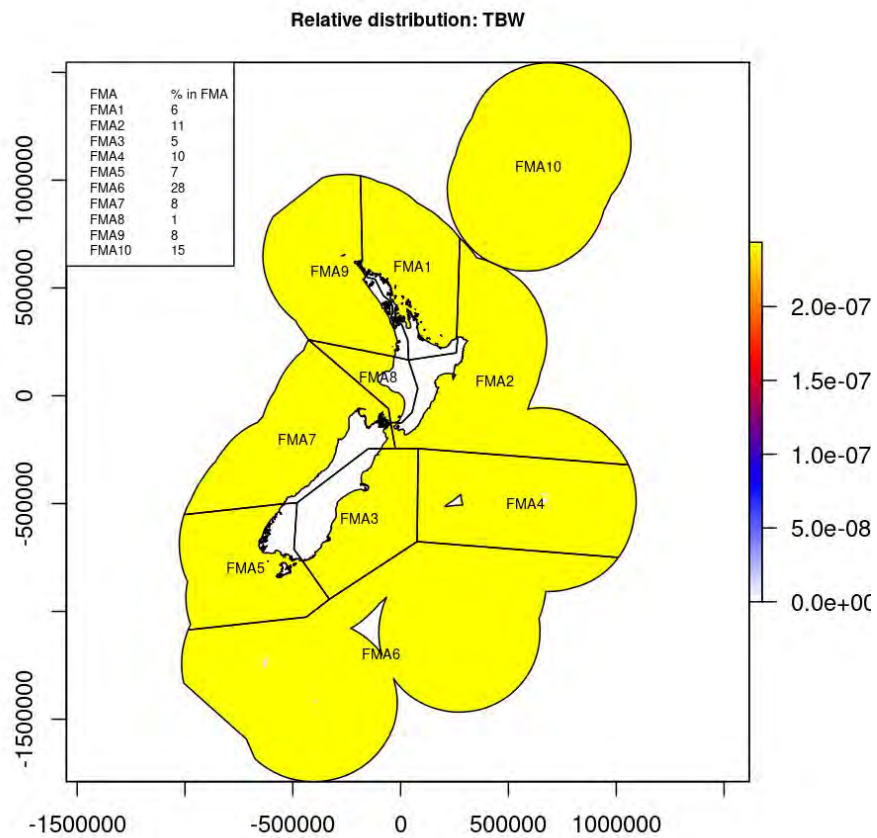 Relative distribution: TBW
FMA % in FMA
FMA1 6
FMA2 11
FMA3 5
FMA4 10
FMA5 7
FMA6 28
FMA7 8
FMA8 1
FMA9 8
FMA10 15
FMA10
FMA9
FMA1
FMA8
FMA2
FMA7
FMA3
FMA4
FMA5
FMA6
1000000
500000
0
-500000
-1500000
2.0e-07
1.5e-07
1.0e-07
5.0e-08
0.0e+00
-1500000 -500000 0 500000 1000000